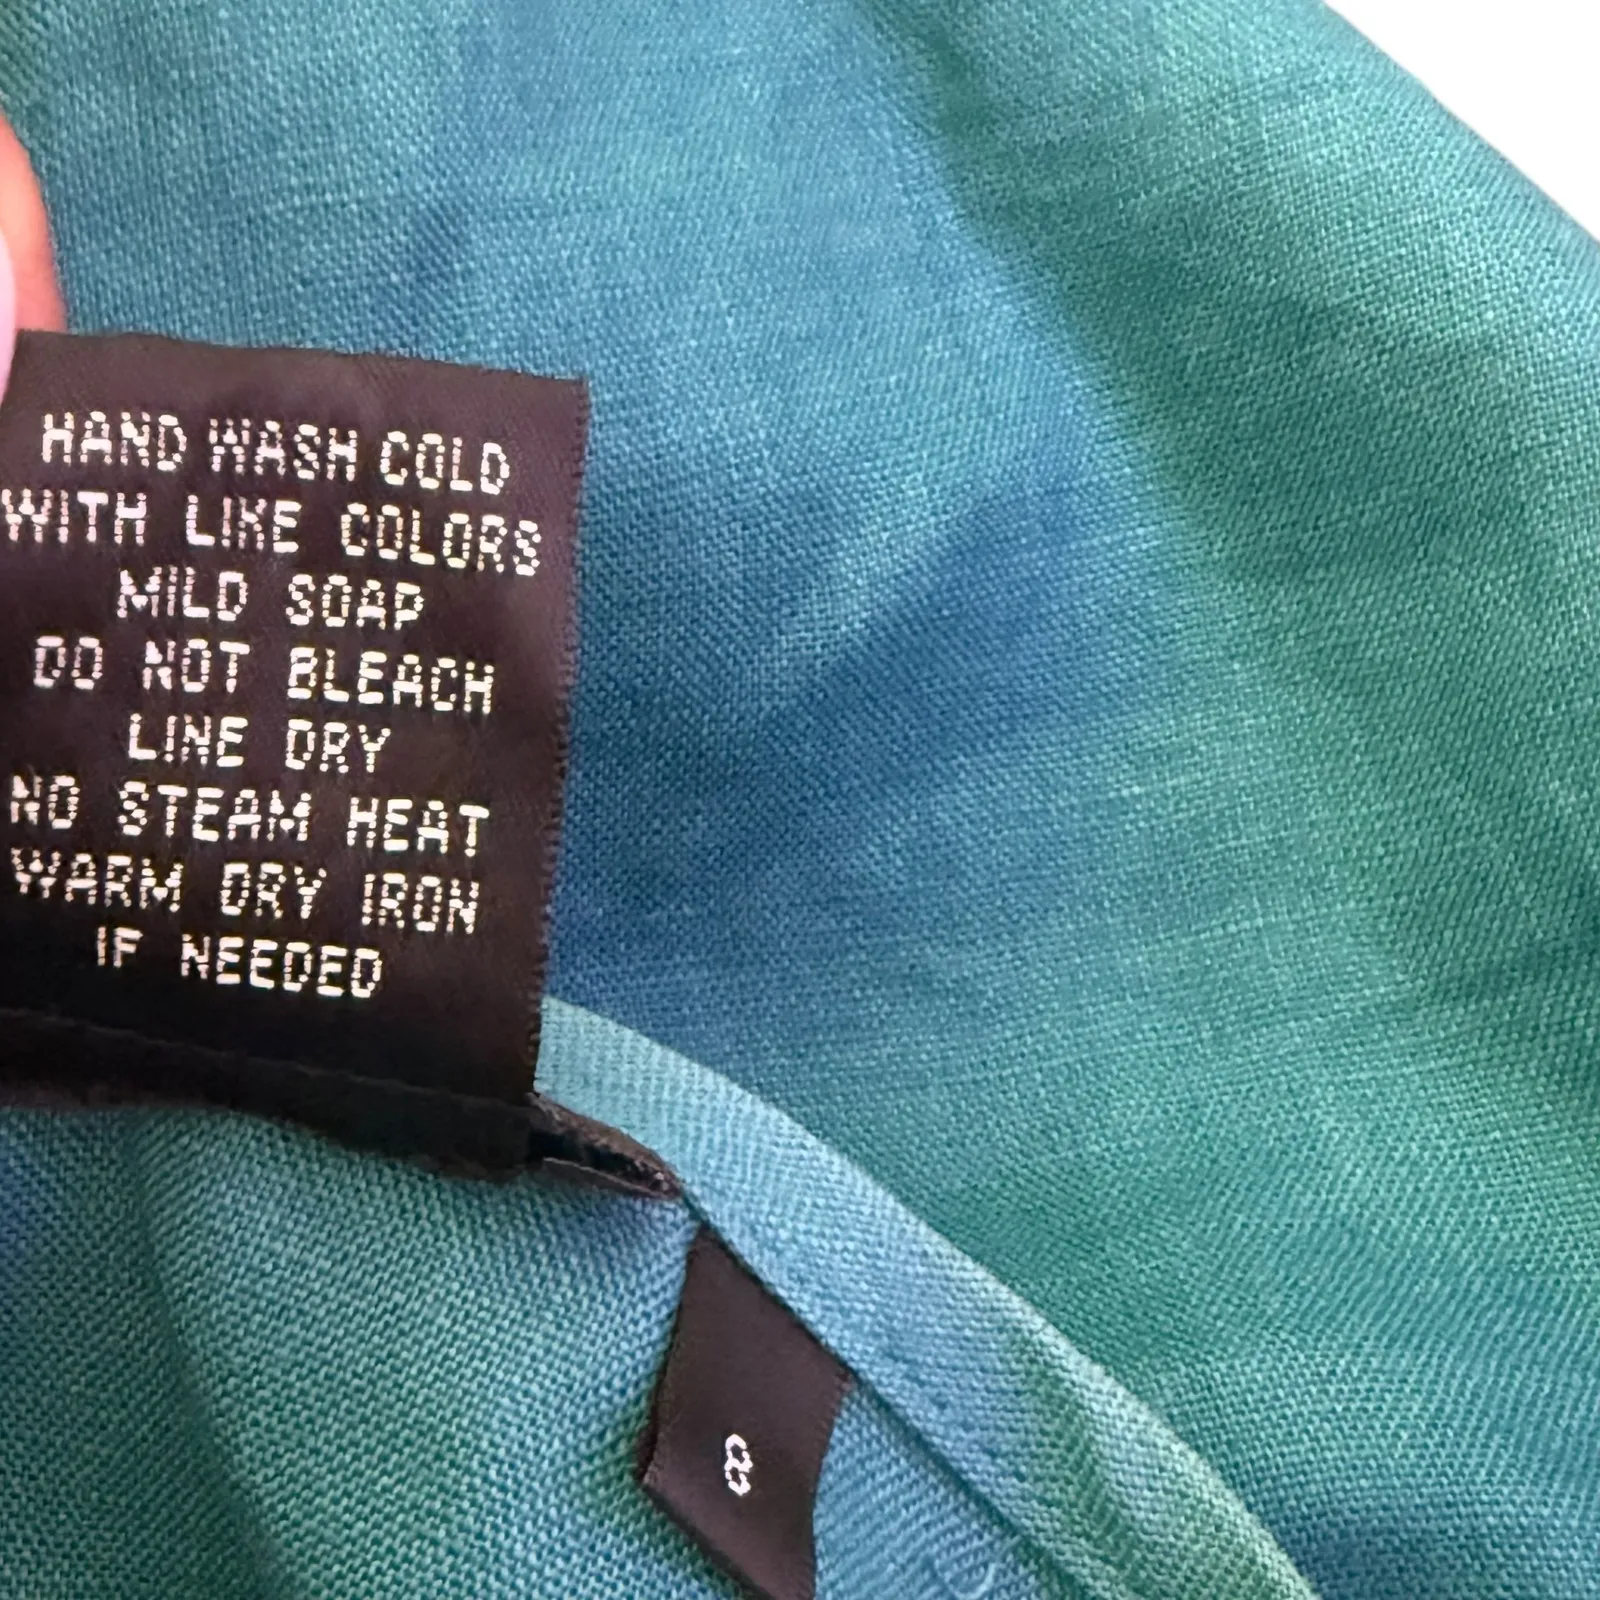 HAND WASH COLD
WITH LIKE COLORS
MILD SOAP
DO NOT BLEACH
LINE DRY
NO STEAM HEAT
WARM DRY IRON
IF NEEDED
8